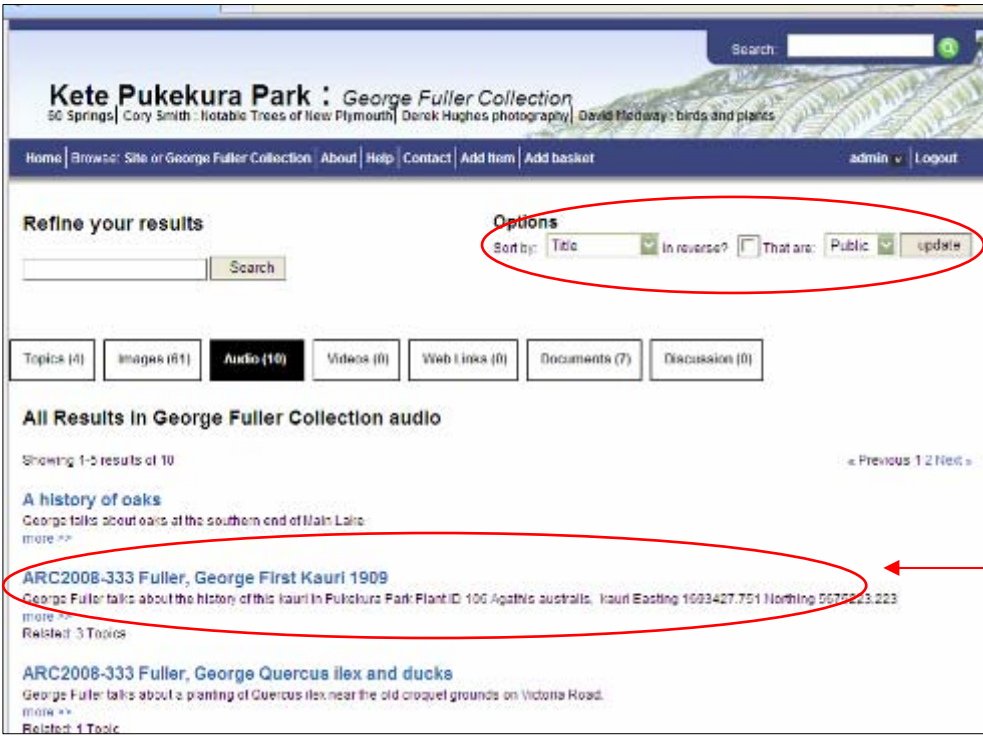 Search:
Kete Pukekura Park : George Fuller Collection
50 Springs| Cory Smith : Notable Trees of New Plymouth| Derek Hughes photography| David Medway : birds and plants
Home | Browse: Site or George Fuller Collection | About | Help | Contact | Add Item | Add basket admin v | Logout
Refine your results
Options
Sort by: Title in reverse? That are: Public update
Search
Topics (4) Images (61) Audio (10) Videos (0) Web Links (0) Documents (7) Discussion (0)
All Results in George Fuller Collection audio
Showing 1-5 results of 10 « Previous 1 2 Next »
A history of oaks
George talks about oaks at the southern end of Main Lake
more >>
ARC2008-333 Fuller, George First Kauri 1909
George Fuller talks about the history of this kauri in Pukekura Park Plant ID 106 Agathis australis, kauri Easting 1693427.751 Northing 5675223.223
more >>
Related: 3 Topics
ARC2008-333 Fuller, George Quercus ilex and ducks
George Fuller talks about a planting of Quercus ilex near the old croquet grounds on Victoria Road.
more >>
Related: 1 Topic